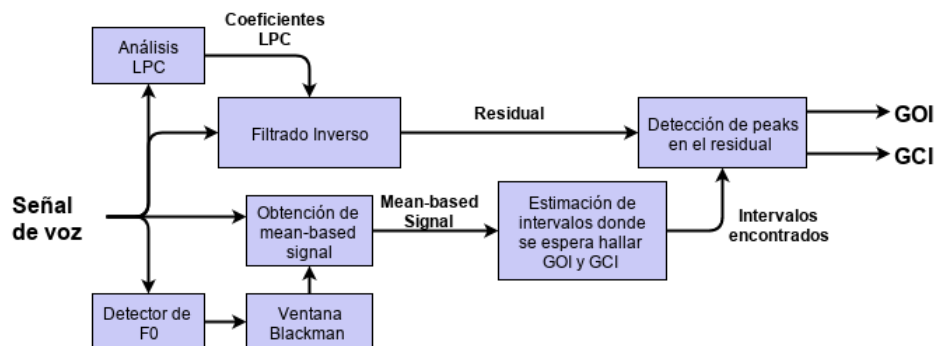 Coeficientes
LPC
Análisis
LPC
Filtrado Inverso
Residual
Detección de peaks
en el residual
GOI
GCI
Señal
de voz
Obtención de
mean-based
signal
Mean-based
Signal
Estimación de
intervalos donde
se espera hallar
GOI y GCI
Intervalos
encontrados
Detector de
F0
Ventana
Blackman